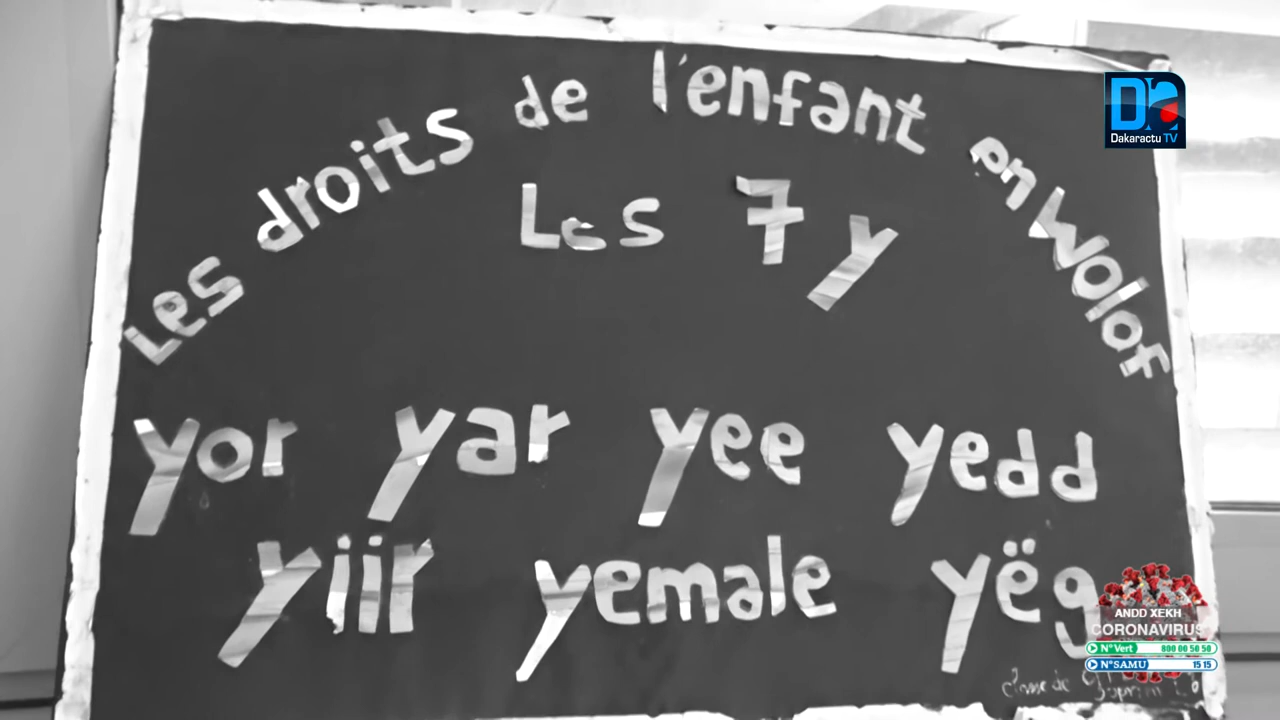 Les droits de l'enfant en Wolof
Les 7 y
yor yar yee yedd
yiir yemale yëg
Dakaractu TV
ANDD XEKH
CORONAVIRUS
N°Vert 800 00 50 50
N°SAMU 15 15